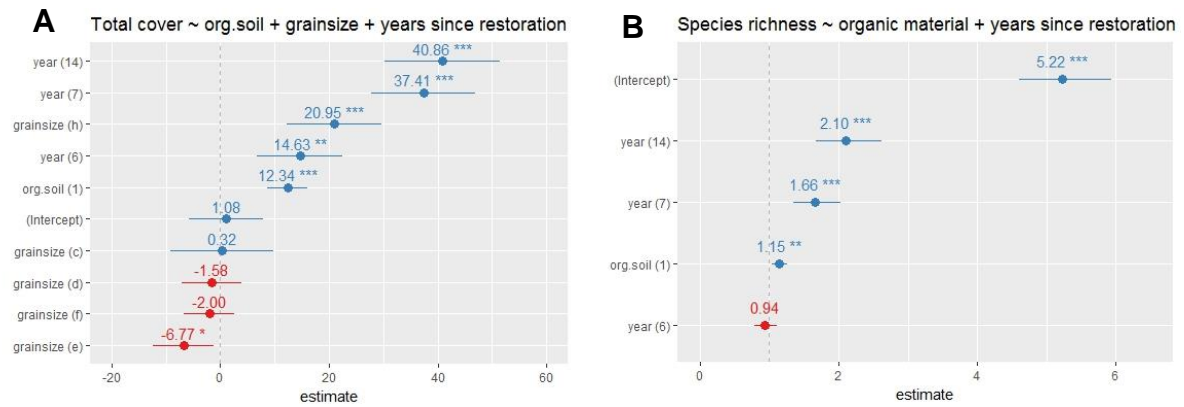 A
Total cover ~ org.soil + grainsize + years since restoration
year (14)
40.86 ***
year (7)
37.41 ***
grainsize (h)
20.95 ***
year (6)
14.63 **
org.soil (1)
12.34 ***
(Intercept)
1.08
grainsize (c)
0.32
grainsize (d)
-1.58
grainsize (f)
-2.00
grainsize (e)
-6.77 *
-20 0 20 40 60
estimate
B
Species richness ~ organic material + years since restoration
(Intercept)
5.22 ***
year (14)
2.10 ***
year (7)
1.66 ***
org.soil (1)
1.15 **
year (6)
0.94
0 2 4 6
estimate